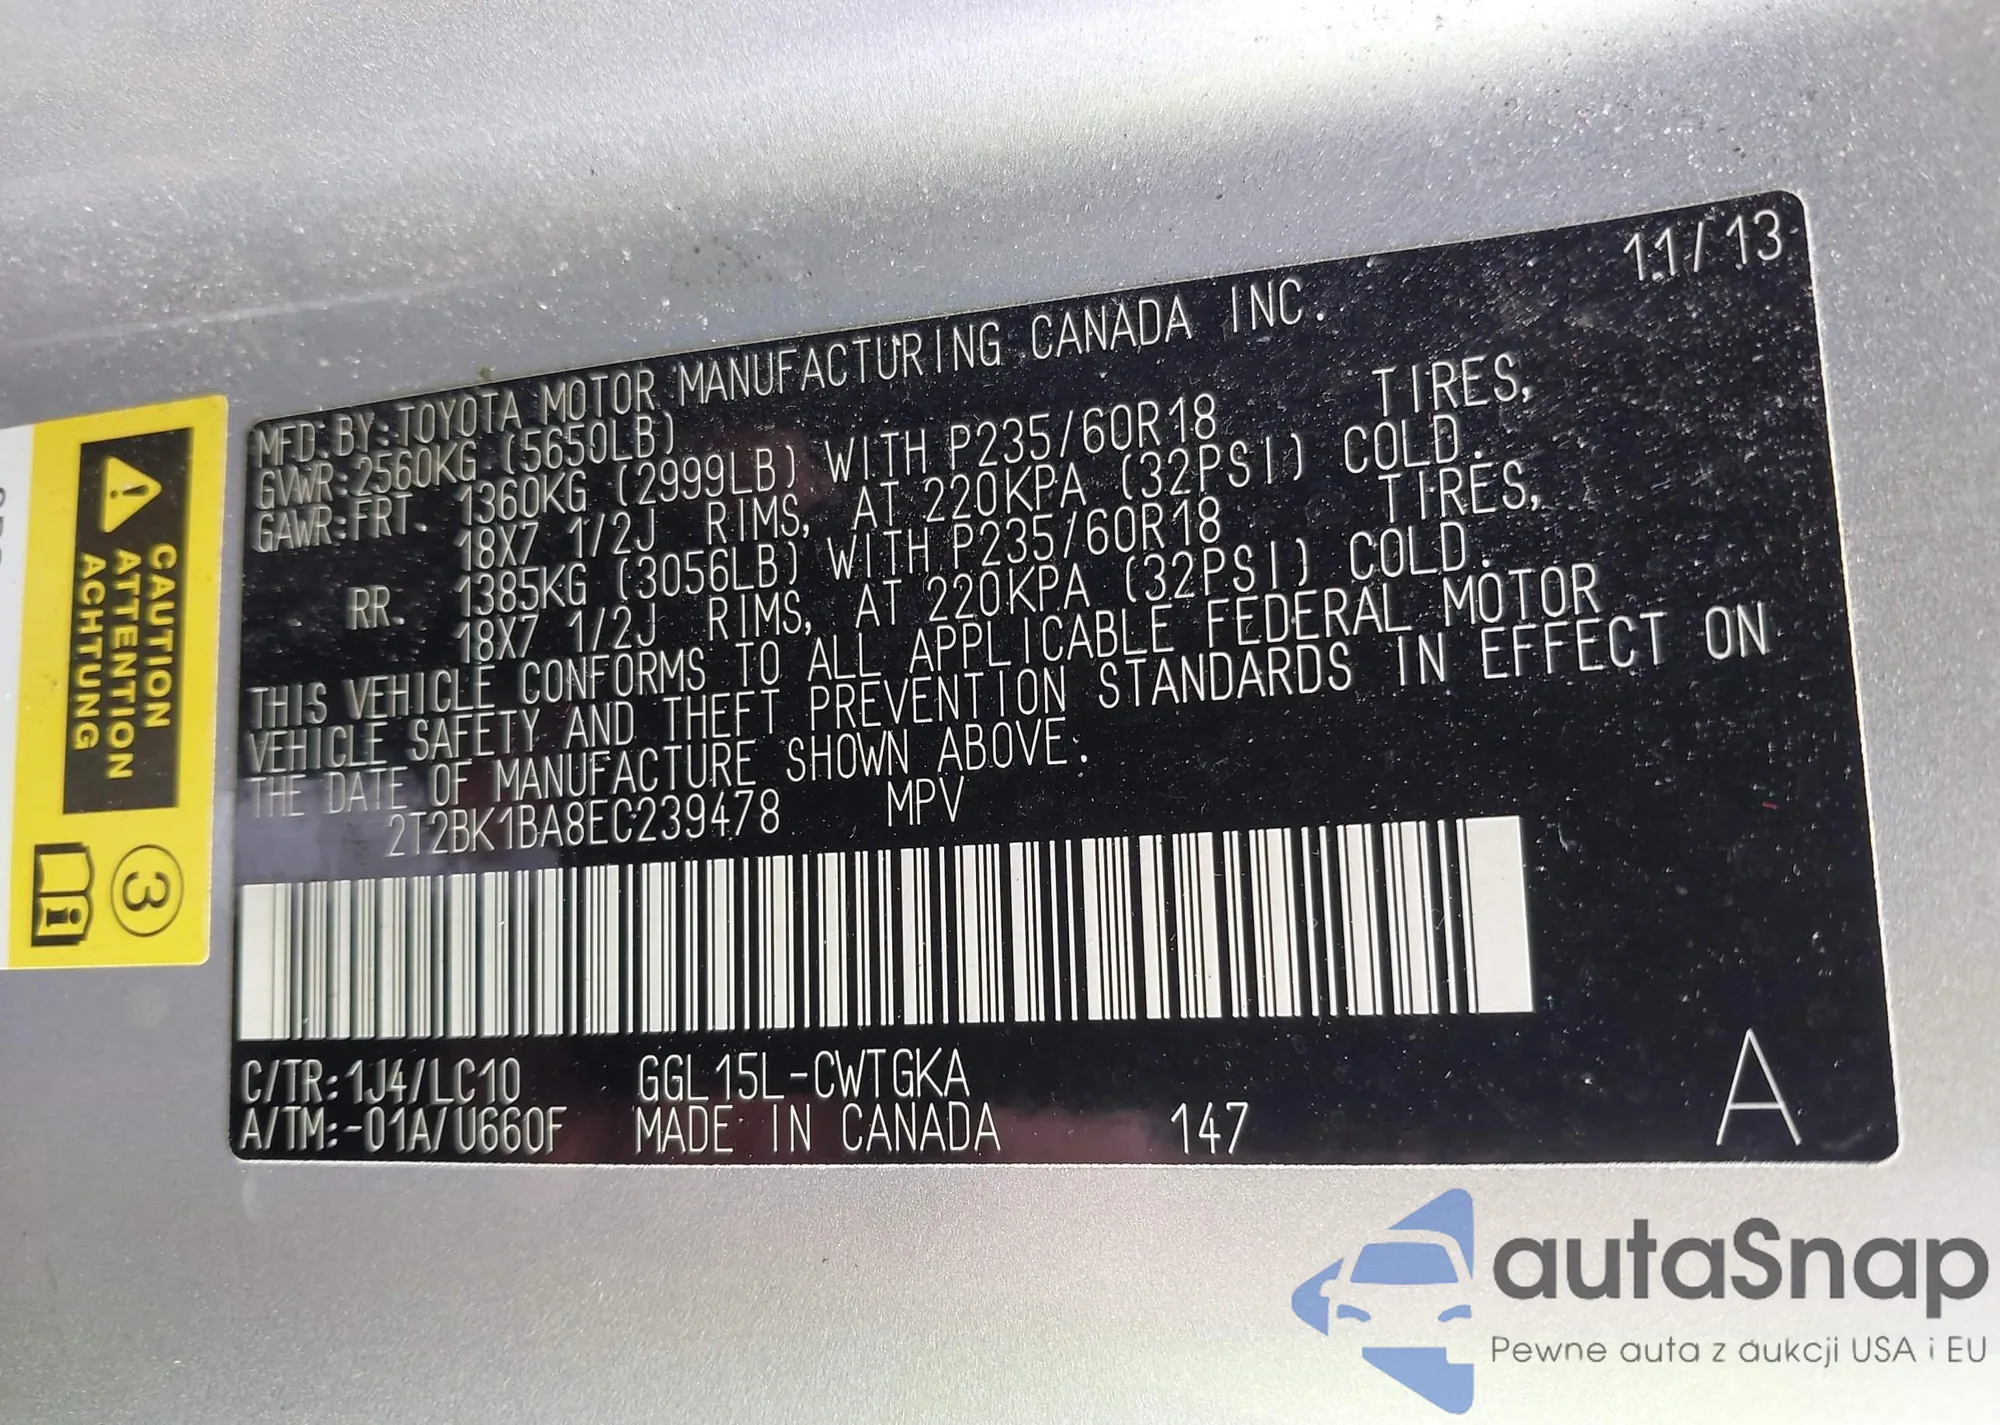 11/13
MFD.BY:TOYOTA MOTOR MANUFACTURING CANADA INC.
GVWR:2560KG (5650LB)
GAWR:FRT. 1360KG (2999LB) WITH P235/60R18 TIRES,
18X7 1/2J RIMS, AT 220KPA (32PSI) COLD.
RR. 1385KG (3056LB) WITH P235/60R18 TIRES,
18X7 1/2J RIMS, AT 220KPA (32PSI) COLD.
THIS VEHICLE CONFORMS TO ALL APPLICABLE FEDERAL MOTOR
VEHICLE SAFETY AND THEFT PREVENTION STANDARDS IN EFFECT ON
THE DATE OF MANUFACTURE SHOWN ABOVE.
2T2BK1BA8EC239478 MPV
C/TR:1J4/LC10 GGL15L-CWTGKA
A/TM:-01A/U660F MADE IN CANADA 147 A
CAUTION
ATTENTION
ACHTUNG
3
autaSnap
Pewne auta z aukcji USA i EU